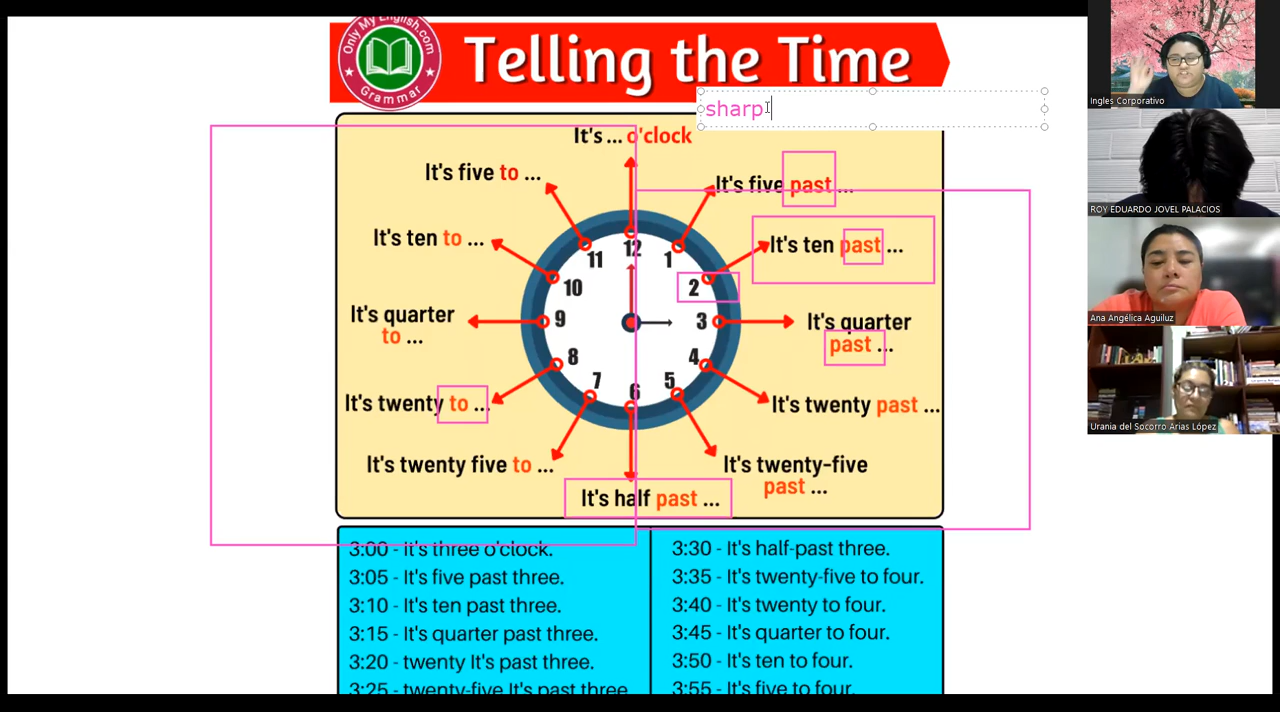 Only My English.com
Grammar
Telling the Time
sharp
It's ... o'clock
It's five to ...
It's five past ...
It's ten to ...
It's ten past ...
It's quarter
to ...
It's quarter
past ...
It's twenty to ...
It's twenty past ...
It's twenty five to ...
It's twenty-five
past ...
It's half past ...
12
1
2
3
4
5
6
7
8
9
10
11
3:00 - It's three o'clock.
3:05 - It's five past three.
3:10 - It's ten past three.
3:15 - It's quarter past three.
3:20 - twenty It's past three.
3:25 - twenty-five It's past three
3:30 - It's half-past three.
3:35 - It's twenty-five to four.
3:40 - It's twenty to four.
3:45 - It's quarter to four.
3:50 - It's ten to four.
3:55 - It's five to four.
Ingles Corporativo
ROY EDUARDO JOVEL PALACIOS
Ana Angélica Aguiluz
Urania del Socorro Arias López